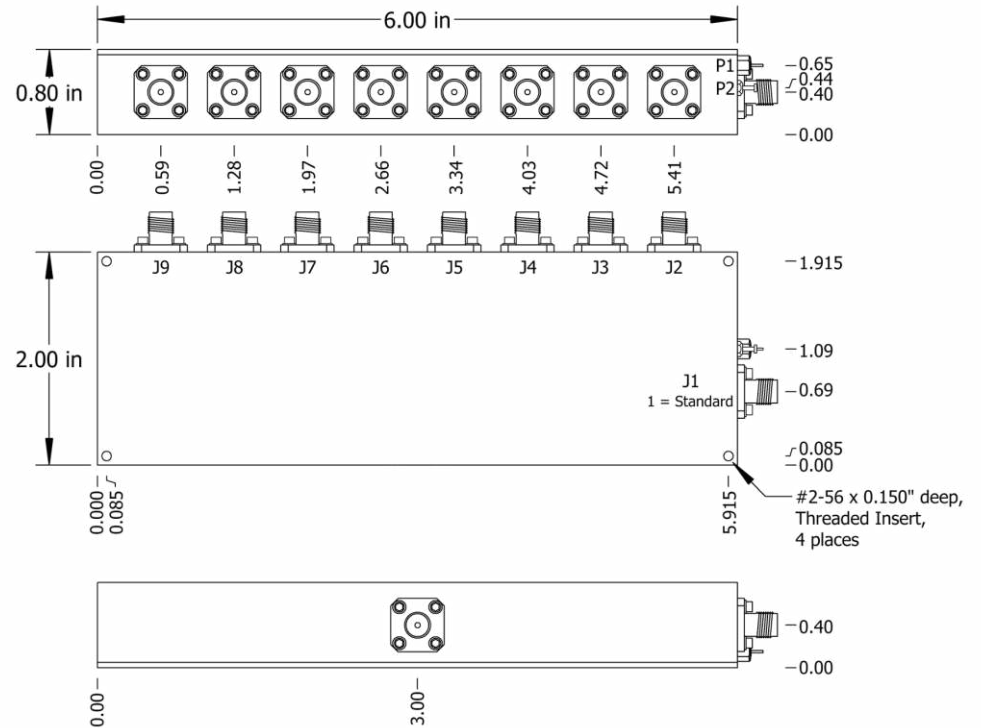 6.00 in
0.80 in
P1
P2
0.65
0.44
0.40
0.00
0.00
0.59
1.28
1.97
2.66
3.34
4.03
4.72
5.41
J9
J8
J7
J6
J5
J4
J3
J2
1.915
2.00 in
1.09
J1
1 = Standard
0.69
0.085
0.00
0.000
0.085
5.915
#2-56 x 0.150" deep,
Threaded Insert,
4 places
0.40
0.00
0.00
3.00